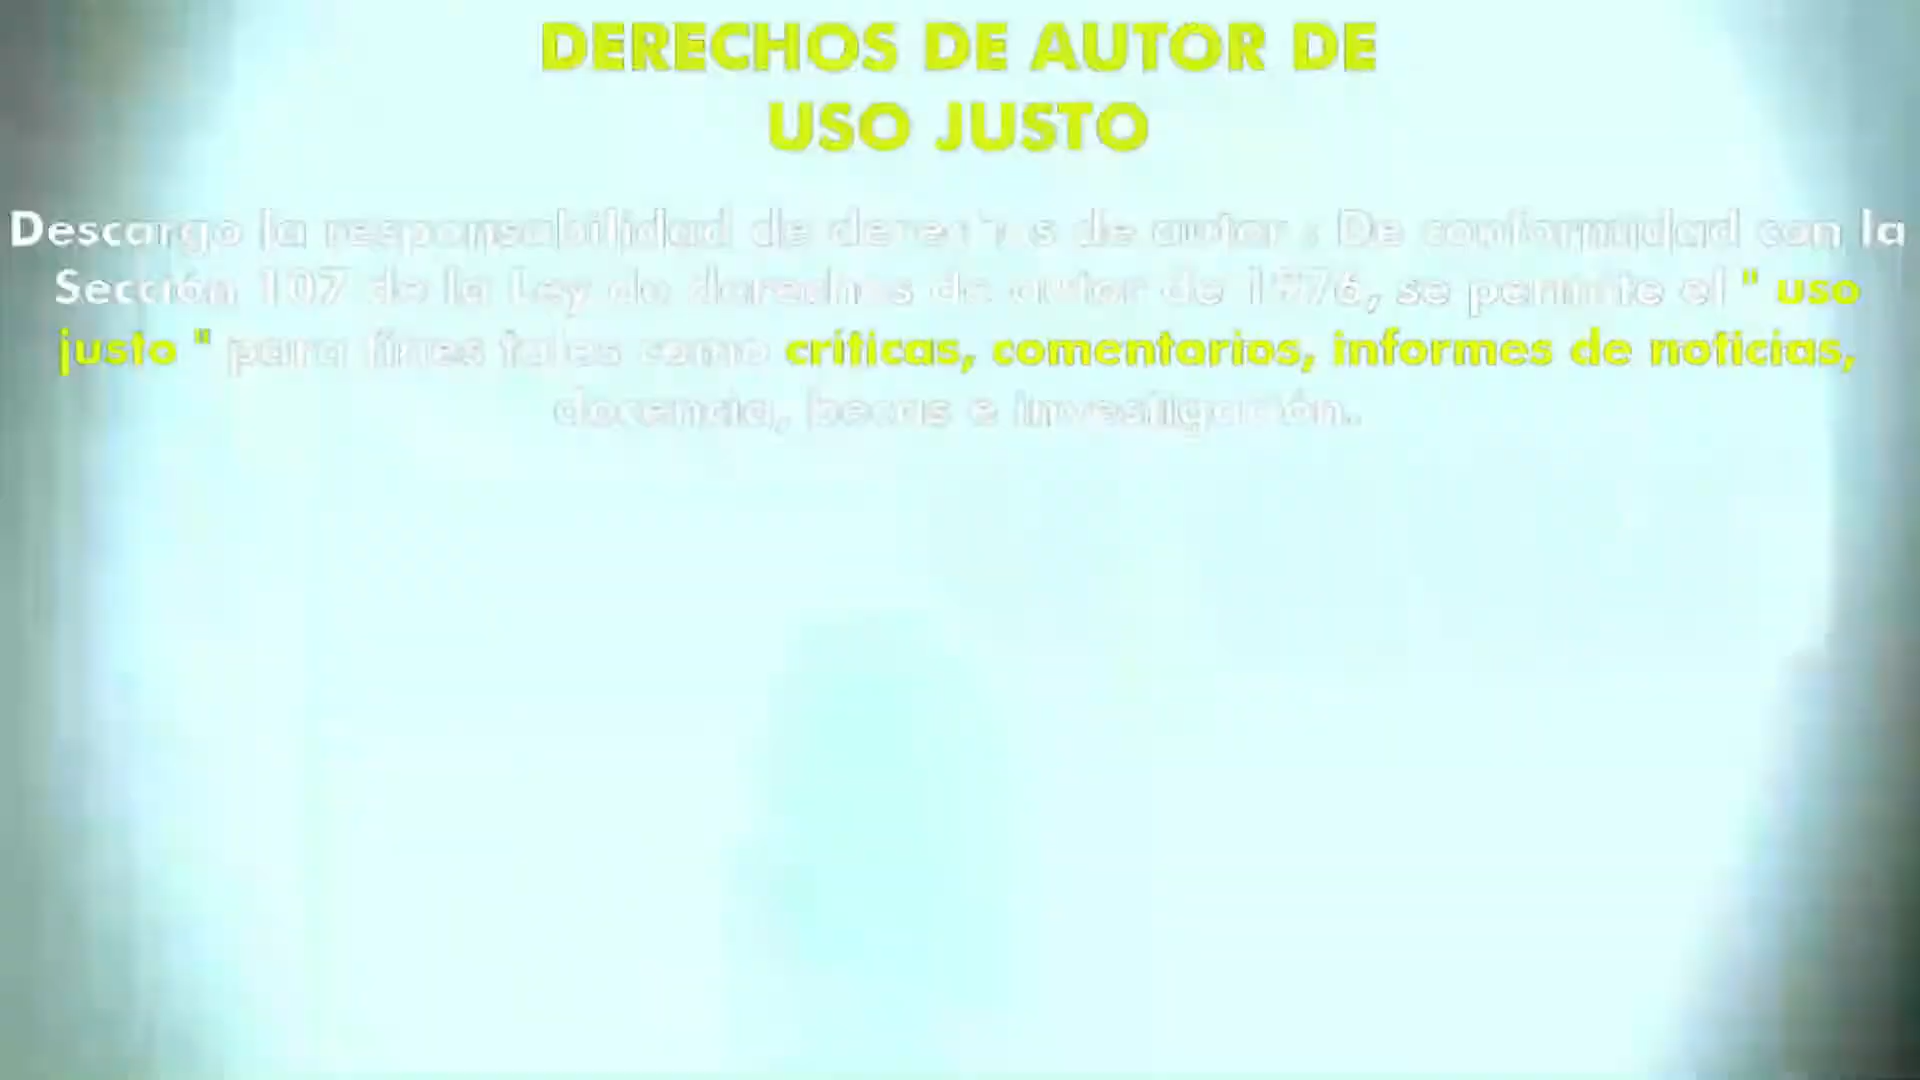 DERECHOS DE AUTOR DE
USO JUSTO
Descargo la responsabilidad de derechos de autor : De conformidad con la
Sección 107 de la Ley de derechos de autor de 1976, se permite el " uso
justo " para fines tales como críticas, comentarios, informes de noticias,
docencia, becas e investigación.